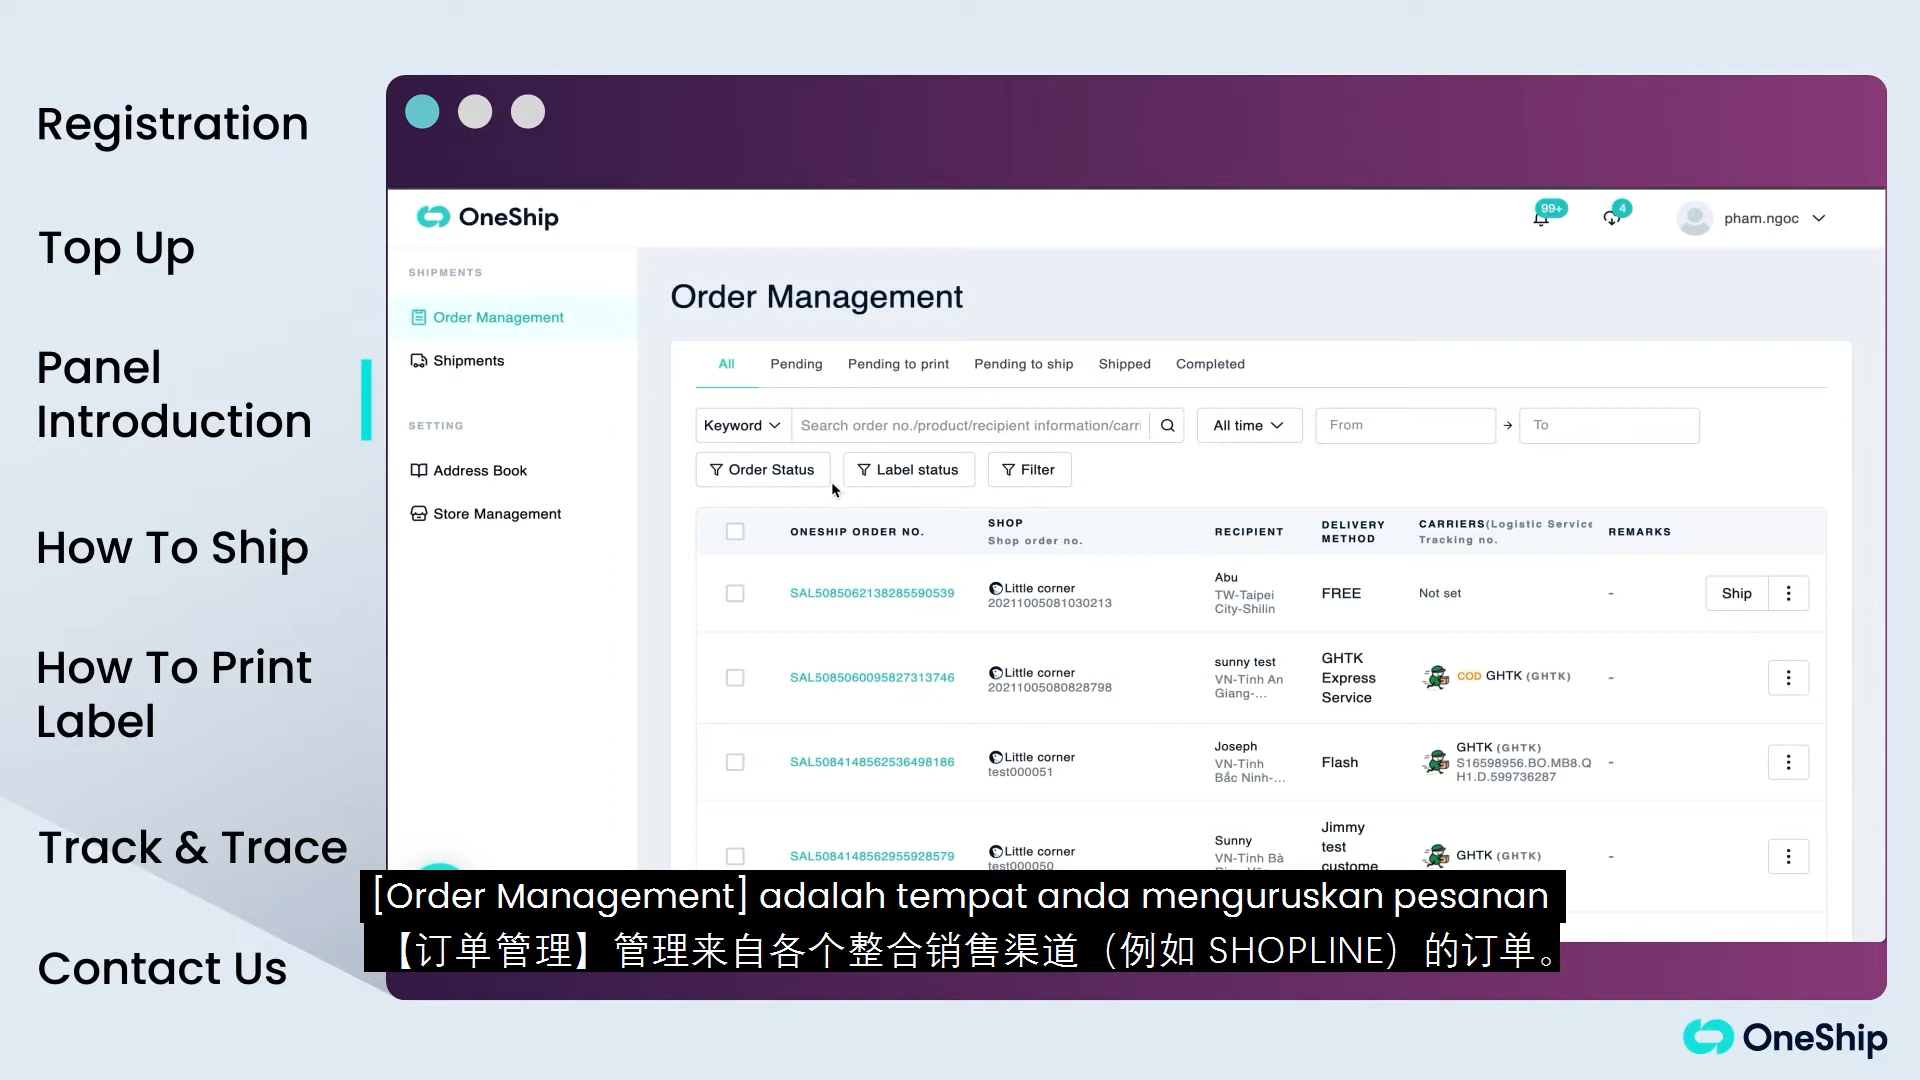 Registration
Top Up
Panel
Introduction
How To Ship
How To Print
Label
Track & Trace
Contact Us
OneShip
99+
4
pham.ngoc
SHIPMENTS
Order Management
Shipments
SETTING
Address Book
Store Management
Order Management
All Pending Pending to print Pending to ship Shipped Completed
Keyword Search order no./product/recipient information/carri All time From → To
Order Status Label status Filter
ONESHIP ORDER NO. SHOP RECIPIENT DELIVERY METHOD CARRIERS(Logistic Service REMARKS
Shop order no. Tracking no.
SAL5085062138285590539 Little corner Abu FREE Not set - Ship
20211005081030213 TW-Taipei
City-Shilin
SAL5085060095827313746 Little corner sunny test GHTK COD GHTK (GHTK) -
20211005080828798 VN-Tỉnh An Express
Giang-... Service
SAL5084148562536498186 Little corner Joseph Flash GHTK (GHTK) -
test000051 VN-Tỉnh S16598956.BO.MB8.Q
Bắc Ninh-... H1.D.599736287
SAL5084148562955928579 Little corner Sunny Jimmy GHTK (GHTK) -
test000050 VN-Tỉnh Bà test
custome
[Order Management] adalah tempat anda menguruskan pesanan
【订单管理】管理来自各个整合销售渠道（例如 SHOPLINE）的订单。
OneShip